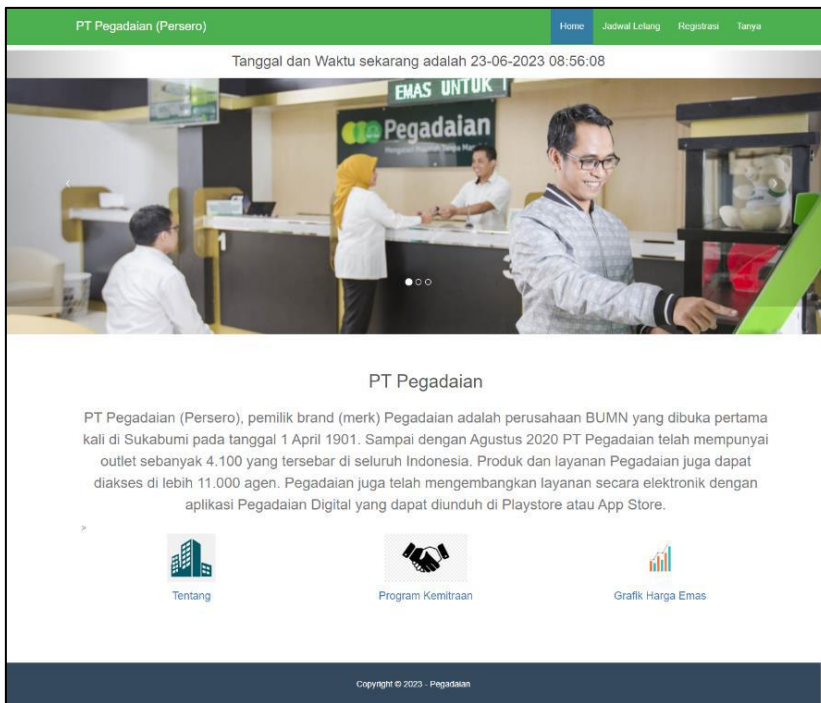 PT Pegadaian (Persero)
Home Jadwal Lelang Registrasi Tanya
Tanggal dan Waktu sekarang adalah 23-06-2023 08:56:08
EMAS UNTUK
Pegadaian
PT Pegadaian
PT Pegadaian (Persero), pemilik brand (merk) Pegadaian adalah perusahaan BUMN yang dibuka pertama
kali di Sukabumi pada tanggal 1 April 1901. Sampai dengan Agustus 2020 PT Pegadaian telah mempunyai
outlet sebanyak 4.100 yang tersebar di seluruh Indonesia. Produk dan layanan Pegadaian juga dapat
diakses di lebih 11.000 agen. Pegadaian juga telah mengembangkan layanan secara elektronik dengan
aplikasi Pegadaian Digital yang dapat diunduh di Playstore atau App Store.
>
Tentang Program Kemitraan Grafik Harga Emas
Copyright © 2023 - Pegadaian